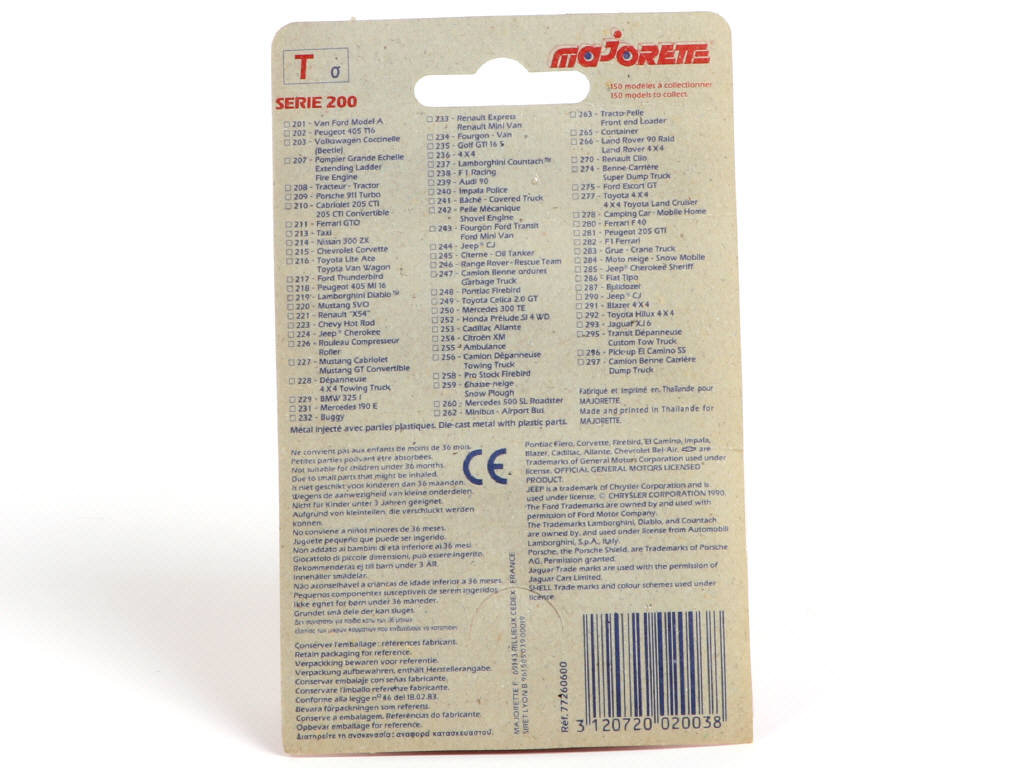 T σ
MAJORETTE
150 modèles à collectionner
150 models to collect
SERIE 200
201 - Van Ford Model A
202 - Peugeot 405 T16
203 - Volkswagen Coccinelle
(Beetle)
207 - Pompier Grande Echelle
Extending Ladder
Fire Engine
208 - Tracteur - Tractor
209 - Porsche 911 Turbo
210 - Cabriolet 205 CTI
205 CTI Convertible
211 - Ferrari GTO
213 - Taxi
214 - Nissan 300 ZX
215 - Chevrolet Corvette
216 - Toyota Lite Ace
Toyota Van Wagon
217 - Ford Thunderbird
218 - Peugeot 405 MI 16
219 - Lamborghini Diablo™
220 - Mustang SVO
221 - Renault "X54"
223 - Chevy Hot Rod
224 - Jeep® Cherokee
226 - Rouleau Compresseur
Roller
227 - Mustang Cabriolet
Mustang GT Convertible
228 - Dépanneuse
4 X 4 Towing Truck
229 - BMW 325 I
231 - Mercedes 190 E
232 - Buggy
233 - Renault Express
Renault Mini Van
234 - Fourgon - Van
235 - Golf GTI 16 S
236 - 4 X 4
237 - Lamborghini Countach™
238 - F 1 Racing
239 - Audi 90
240 - Impala Police
241 - Bâché - Covered Truck
242 - Pelle Mécanique
Shovel Engine
243 - Fourgon Ford Transit
Ford Mini Van
244 - Jeep® CJ
245 - Citerne - Oil Tanker
246 - Range Rover - Rescue Team
247 - Camion Benne ordures
Garbage Truck
248 - Pontiac Firebird
249 - Toyota Celica 2.0 GT
250 - Mercedes 300 TE
252 - Honda Prélude SI 4 WD
253 - Cadillac Allante
254 - Citroën XM
255 - Ambulance
256 - Camion Dépanneuse
Towing Truck
258 - Pro Stock Firebird
259 - Chasse-neige
Snow Plough
260 - Mercedes 500 SL Roadster
262 - Minibus - Airport Bus
263 - Tracto-Pelle
Front end Loader
265 - Container
266 - Land Rover 90 Raid
Land Rover 4 X 4
270 - Renault Clio
274 - Benne-Carrière
Super Dump Truck
275 - Ford Escort GT
277 - Toyota 4 X 4
4 X 4 Toyota Land Cruiser
278 - Camping Car - Mobile Home
280 - Ferrari F 40
281 - Peugeot 205 GTI
282 - F1 Ferrari
283 - Grue - Crane Truck
284 - Moto neige - Snow Mobile
285 - Jeep® Cherokee Sheriff
286 - Fiat Tipo
287 - Bulldozer
290 - Jeep® CJ
291 - Blazer 4 X 4
292 - Toyota Hilux 4 X 4
293 - Jaguar XJ6
295 - Transit Dépanneuse
Custom Tow Truck
296 - Pick-up El Camino SS
297 - Camion Benne Carrière
Dump Truck
Fabriqué et imprimé en Thaïlande pour
MAJORETTE.
Made and printed in Thailande for
MAJORETTE.
Métal injecté avec parties plastiques. Die-cast metal with plastic parts.
Ne convient pas aux enfants de moins de 36 mois.
Petites parties pouvant être absorbées.
Not suitable for children under 36 months.
Due to small parts that might be inhaled.
Is niet geschikt voor kinderen dan 36 maanden.
Wegens de aanwezigheid van kleine onderdelen.
Nicht für Kinder unter 3 Jahren geeignet.
Aufgrund von kleinteilen, die verschluckt werden
können.
No conviene a niños minores de 36 meses.
Juguete pequeño que puede ser ingerido.
Non addato ai bambini di età inferiore ai 36 mesi
Giocattolo di piccole dimensioni, può essere ingerito.
Rekommenderas ej till barn under 3 ÅR.
Innehåller smådelar.
Não aconselhavel a crianças de idade inferior a 36 meses.
Pequenos componentes susceptiveis de serem ingeridos.
Ikke egnet for børn under 36 måneder.
Grundet små dele der kan sluges.
Conserver l'emballage : références fabricant.
Retain packaging for reference.
Verpackking bewaren voor referentie.
Verpackung aufbewahren, enthält Herstellerangabe.
Conservar embalaje con señas fabricante.
Conservare l'imballo referenze fabricante.
Conforme alla legge n° 46 del 18.02.83.
Bevara förpackningen som referens.
Conserve a embalagem. Referências do fabricante.
Opbevar emballage for reference.
Διατηρείτε τη συσκευασία: αναφορά κατασκευαστού.
CE
Pontiac Fiero, Corvette, Firebird, El Camino, Impala,
Blazer, Cadillac, Allante, Chevrolet Bel-Air, are
Trademarks of General Motors Corporation used under
license. OFFICIAL GENERAL MOTORS LICENSED
PRODUCT.
JEEP is a trademark of Chrysler Corporation and is
used under license, © CHRYSLER CORPORATION 1990.
The Ford Trademarks are owned by and used with
permission of Ford Motor Company.
The Trademarks Lamborghini, Diablo, and Countach
are owned by, and used under license from Automobili
Lamborghini, S.p.A., Italy.
Porsche, the Porsche Shield, are Trademarks of Porsche
AG. Permission granted.
Jaguar Trade marks are used with the permission of
Jaguar Cars Limited.
SHELL Trade marks and colour schemes used under
license.
MAJORETTE F - 69143 RILLIEUX CEDEX - FRANCE
Réf. 77260600
3 120720 020038